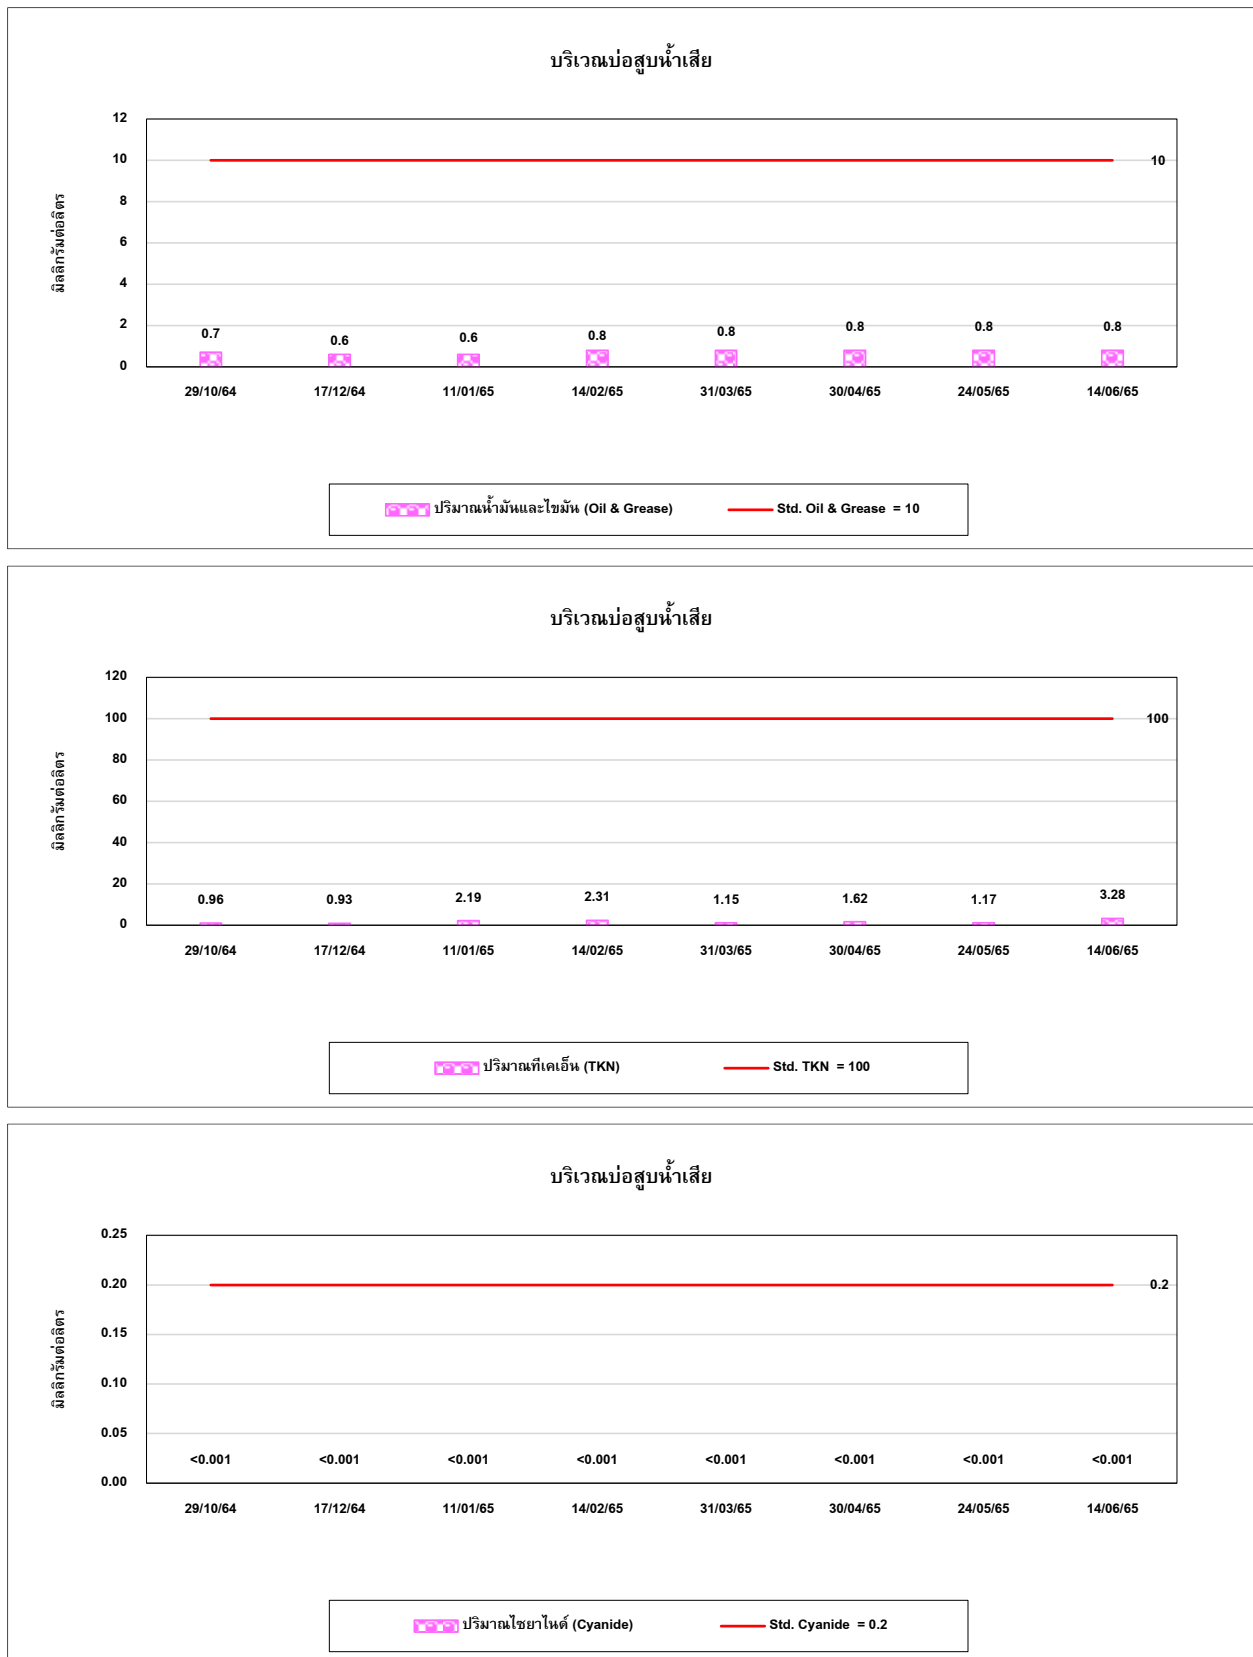 บริเวณบ่อสูบน้ำเสีย
มิลลิกรัมต่อลิตร
12
10
8
6
4
2
0
10
0.7 0.6 0.6 0.8 0.8 0.8 0.8 0.8
29/10/64 17/12/64 11/01/65 14/02/65 31/03/65 30/04/65 24/05/65 14/06/65
ปริมาณน้ำมันและไขมัน (Oil & Grease) Std. Oil & Grease = 10
บริเวณบ่อสูบน้ำเสีย
มิลลิกรัมต่อลิตร
120
100
80
60
40
20
0
100
0.96 0.93 2.19 2.31 1.15 1.62 1.17 3.28
29/10/64 17/12/64 11/01/65 14/02/65 31/03/65 30/04/65 24/05/65 14/06/65
ปริมาณทีเคเอ็น (TKN) Std. TKN = 100
บริเวณบ่อสูบน้ำเสีย
มิลลิกรัมต่อลิตร
0.25
0.20
0.15
0.10
0.05
0.00
0.2
<0.001 <0.001 <0.001 <0.001 <0.001 <0.001 <0.001 <0.001
29/10/64 17/12/64 11/01/65 14/02/65 31/03/65 30/04/65 24/05/65 14/06/65
ปริมาณไซยาไนด์ (Cyanide) Std. Cyanide = 0.2